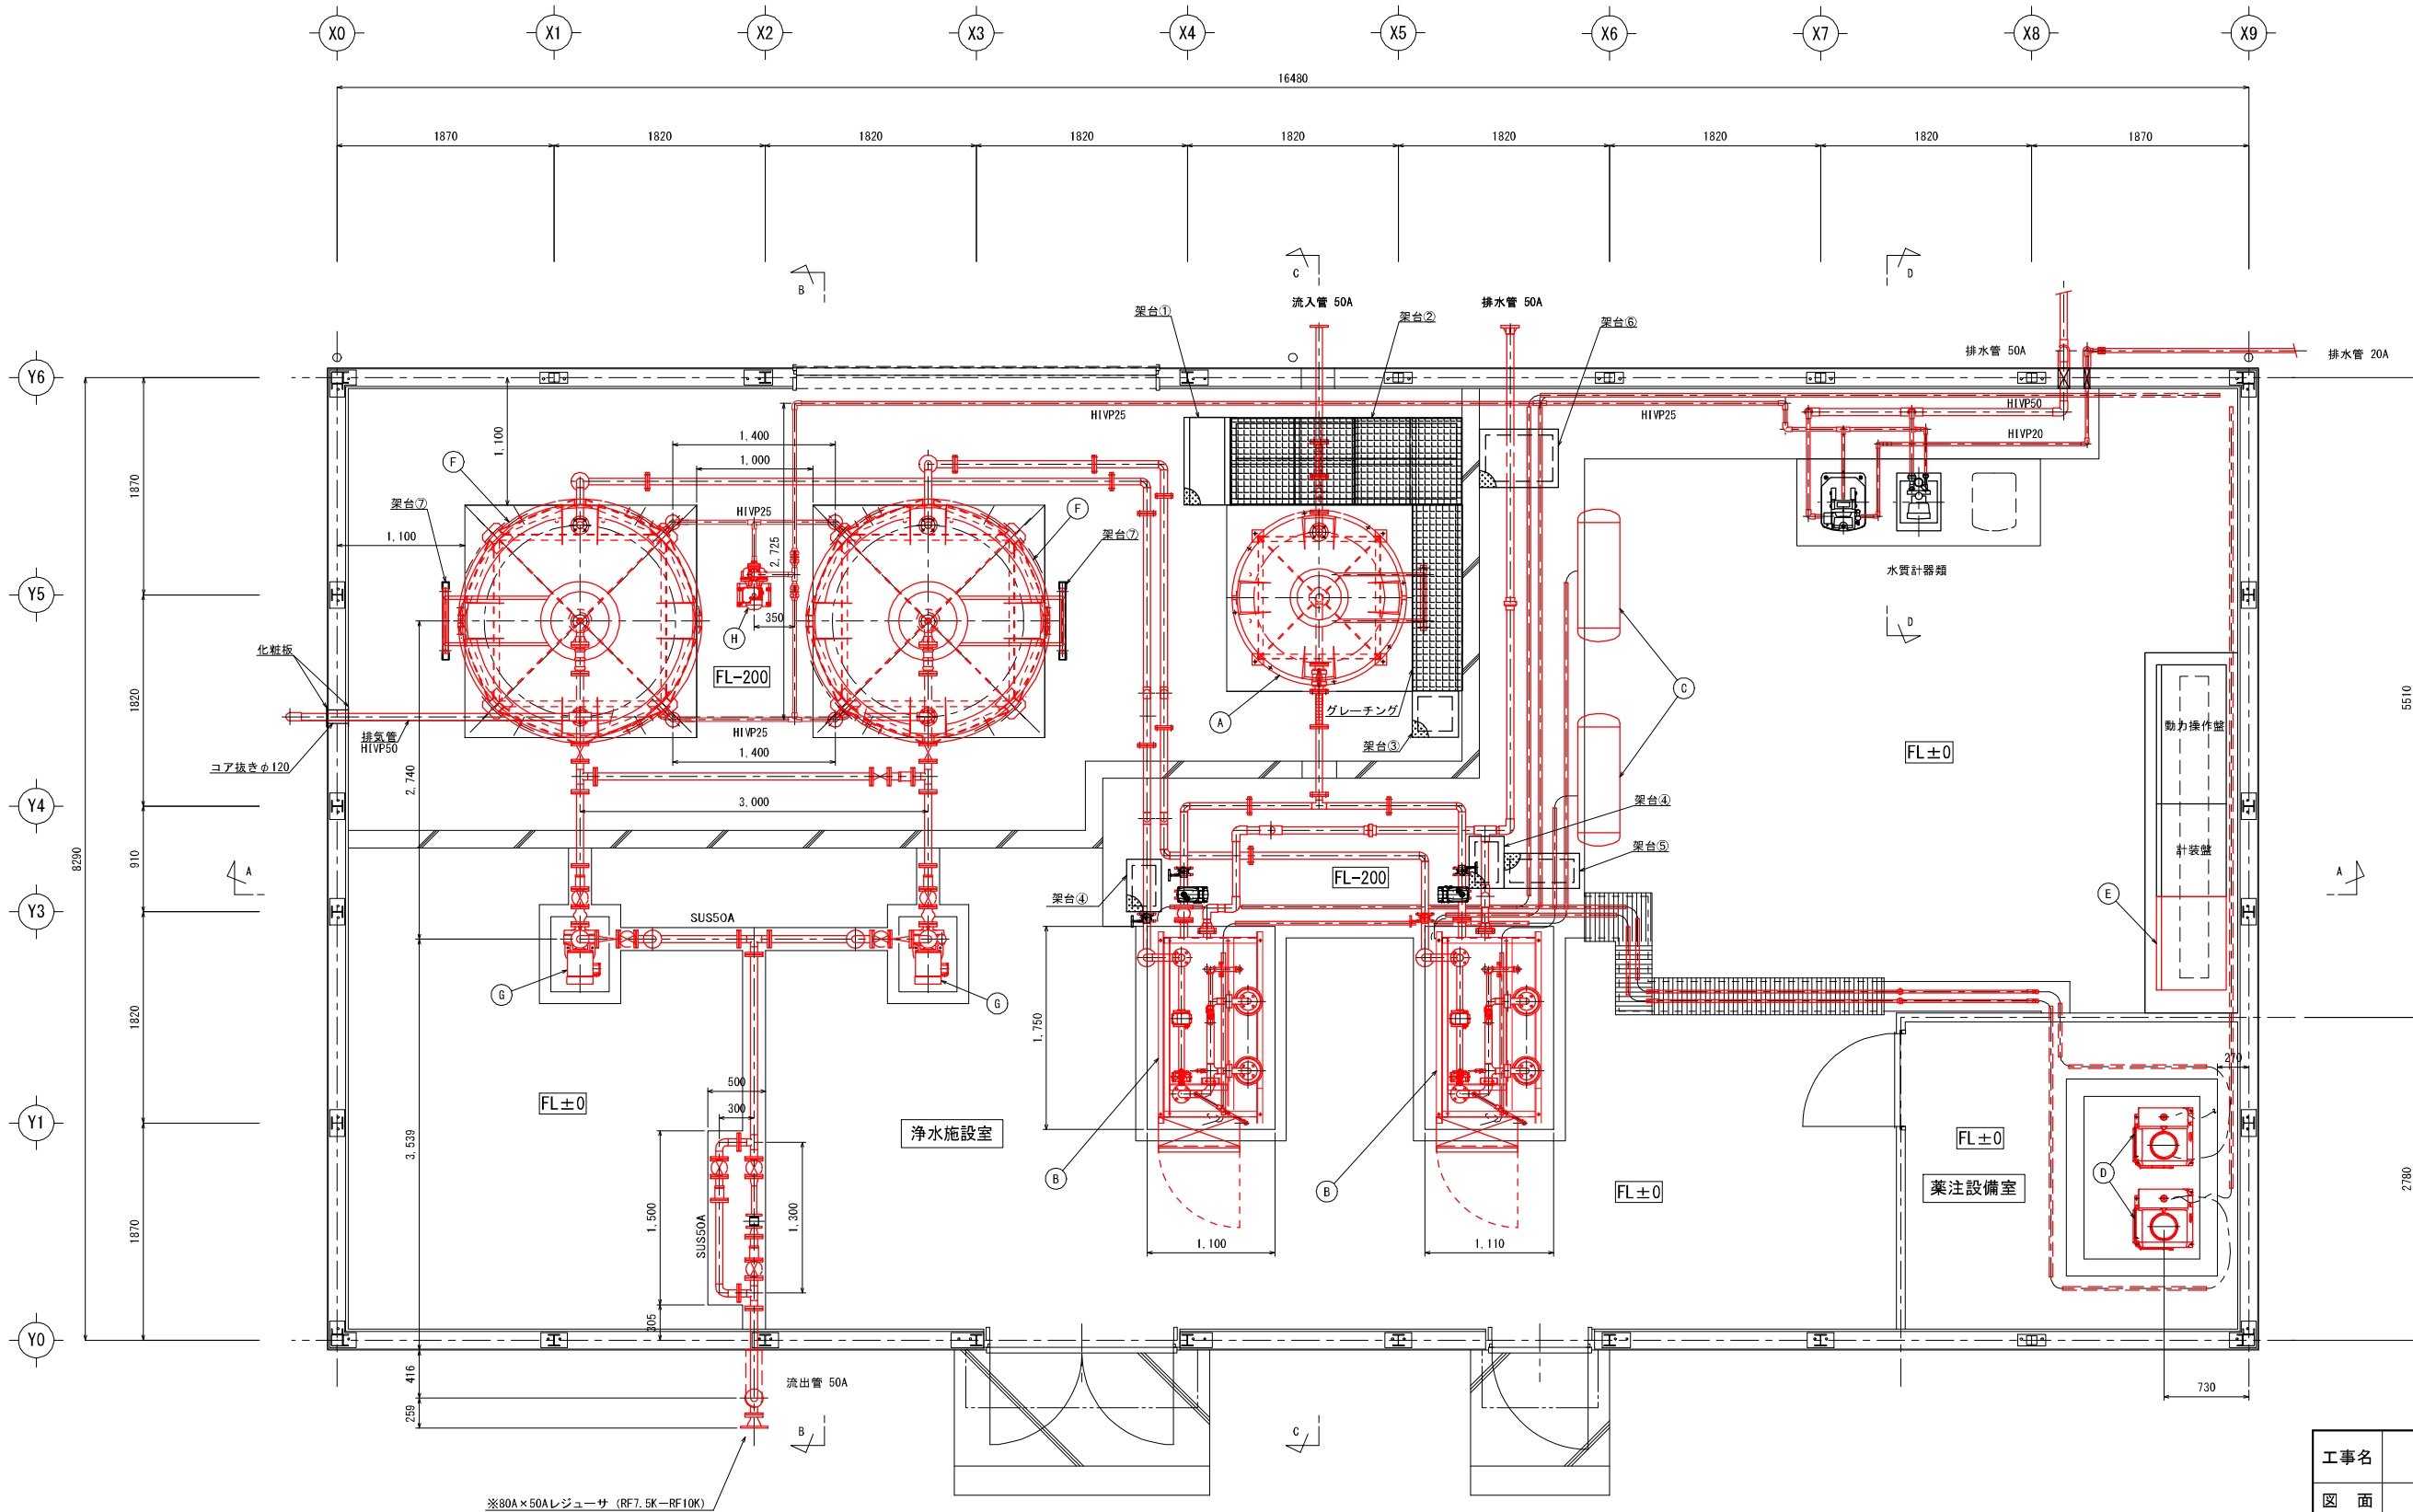 X0 X1 X2 X3 X4 X5 X6 X7 X8 X9
16480
1870 1820 1820 1820 1820 1820 1820 1820 1870
B C D
流入管 50A 排水管 50A
架台① 架台② 架台⑥
排水管 50A 排水管 20A
Y6
HIVP25 HIVP25 HIVP50
HIVP20
1,100 1,400
1,000
F
架台⑦ HIVP25 F
架台⑦
1,100 2,725
1870
水質計器類
Y5
H 350
D
化粧板
FL-200
C
A グレーチング
排気管
HIVP50
HIVP25
架台③
コア抜きφ120
1,400
1820
2,740
FL±0
動力操作盤
5510
Y4
3,000
架台④
8290
910
計装盤
架台⑤
A FL-200 A
架台④
E
Y3
SUS50A
G G
1,750
1820
270
500
300
FL±0
Y1
浄水施設室
FL±0
3,539
D
B B
FL±0
薬注設備室
2780
1,500
SUS50A
1,300
1,100 1,110
1870
305
Y0
416
流出管 50A
259
730
B C
※80A×50Aレジューサ (RF7.5K−RF10K)
工事名
図 面